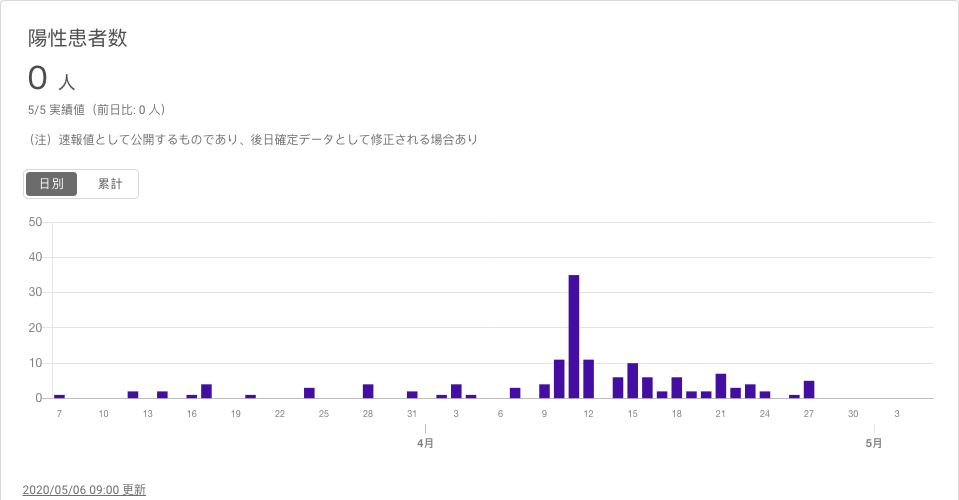 陽性患者数
0 人
5/5 実績値（前日比: 0 人）
（注）速報値として公開するものであり、後日確定データとして修正される場合あり
日別 累計
50
40
30
20
10
0
7 10 13 16 19 22 25 28 31 3 6 9 12 15 18 21 24 27 30 3
4月 5月
2020/05/06 09:00 更新